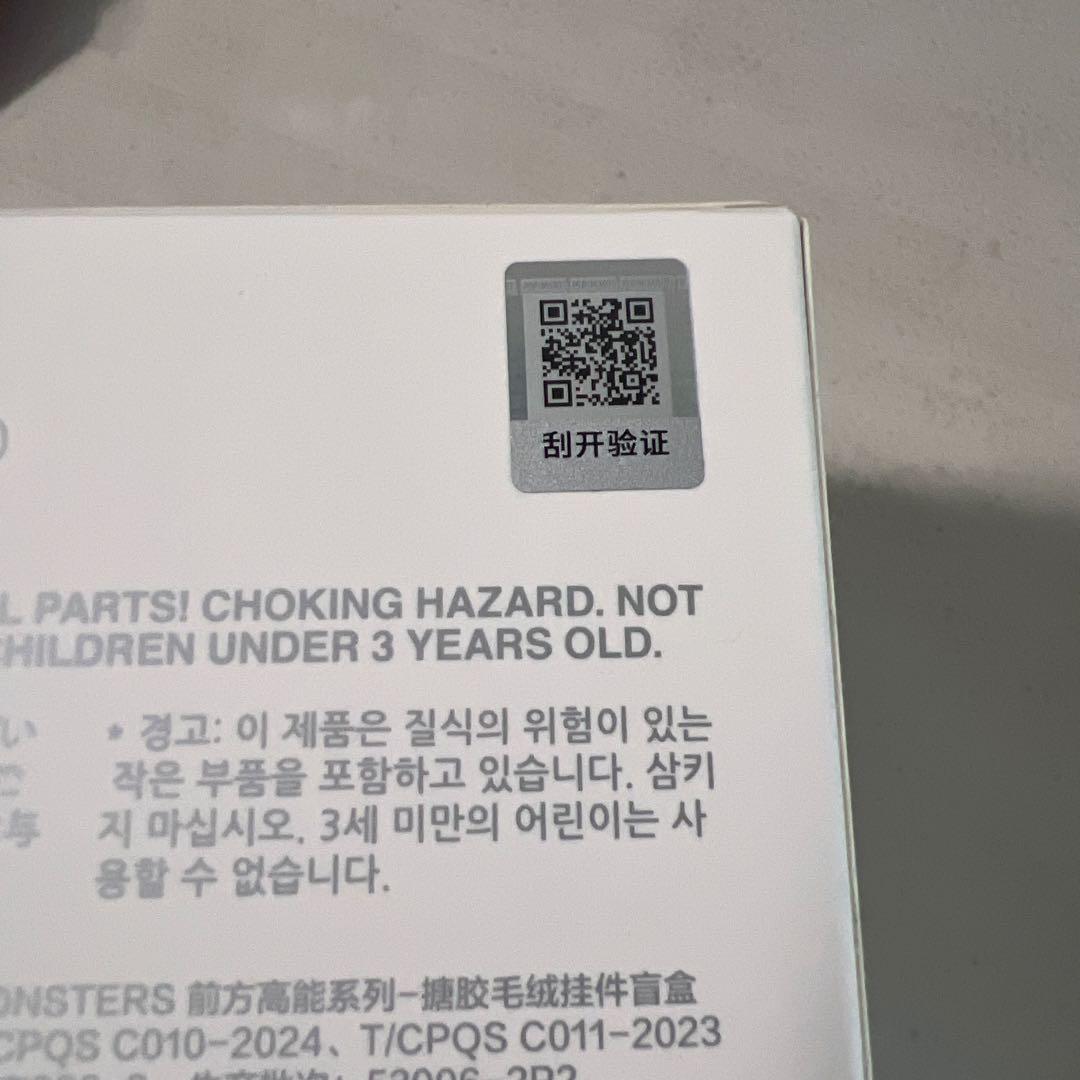 刮开验证
L PARTS! CHOKING HAZARD. NOT
CHILDREN UNDER 3 YEARS OLD.
い
* 경고: 이 제품은 질식의 위험이 있는
작은 부품을 포함하고 있습니다. 삼키
지 마십시오. 3세 미만의 어린이는 사
용할 수 없습니다.
ONSTERS 前方高能系列-搪胶毛绒挂件盲盒
CPQS C010-2024、T/CPQS C011-2023